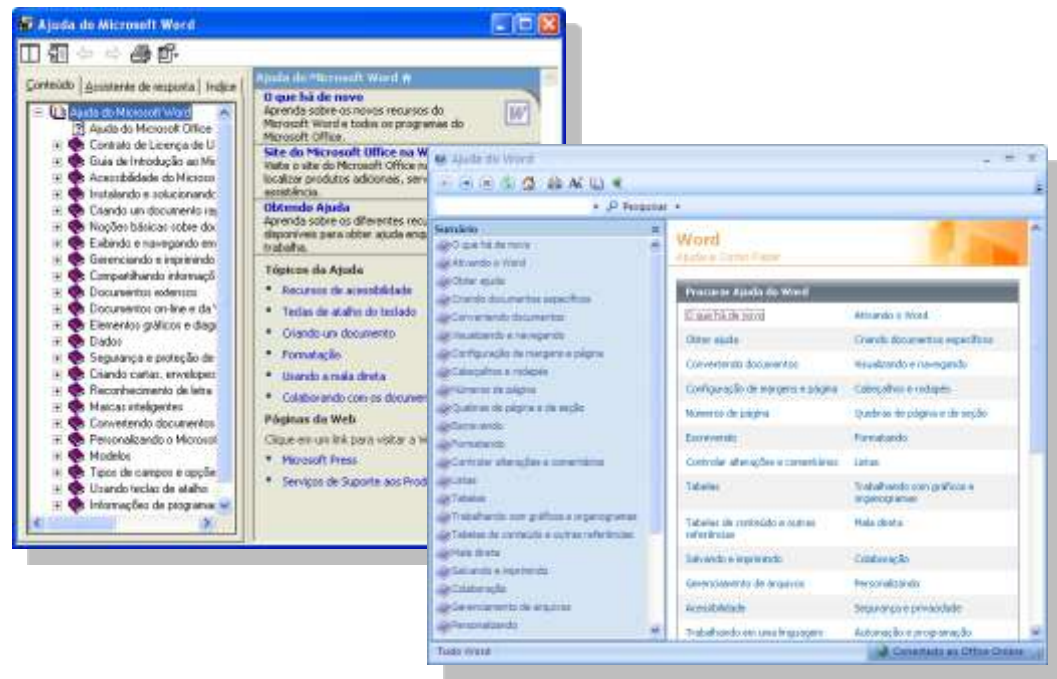 Ajuda do Microsoft Word
Conteúdo
Assistente de resposta
Índice
Ajuda do Microsoft Word
Ajuda do Microsoft Office
Contrato de Licença de U
Guia de Introdução ao Mi
Acessibilidade do Microso
Instalando e solucionando
Criando um documento
Noções básicas sobre do
Exibindo e navegando em
Gerenciando e imprimindo
Compartilhando informaçõ
Documentos extensos
Documentos on-line e da
Elementos gráficos e diag
Dados
Segurança e proteção de
Criando cartas, envelopes
Reconhecimento de letra
Marcas inteligentes
Convertendo documentos
Personalizando o Microsof
Modelos
Tipos de campos e opçõe
Usando teclas de atalho
Informações de programa
Ajuda do Microsoft Word
O que há de novo
Aprenda sobre os novos recursos do
Microsoft Word e todos os programas do
Microsoft Office.
Site do Microsoft Office na W
Visite o site do Microsoft Office na
localizar produtos adicionais, serv
assistência.
Obtendo Ajuda
Aprenda sobre os diferentes recu
disponíveis para obter ajuda enqu
trabalha.
Tópicos da Ajuda
Recursos de acessibilidade
Teclas de atalho do teclado
Criando um documento
Formatação
Usando a mala direta
Colaborando com os documen
Páginas da Web
Clique em um link para visitar a
Microsoft Press
Serviços de Suporte aos Prod
Ajuda do Word
Pesquisar
Sumário
O que há de novo
Ativando o Word
Obter ajuda
Criando documentos específicos
Convertendo documentos
Visualizando e navegando
Configuração de margens e página
Cabeçalhos e rodapés
Números de página
Quebras de página e de seção
Escrevendo
Formatando
Controlar alterações e comentários
Listas
Tabelas
Trabalhando com gráficos e organogramas
Tabelas de conteúdo e outras referências
Mala direta
Salvando e imprimindo
Colaboração
Gerenciamento de arquivos
Personalizando
Word
Ajuda e Como Fazer
Procurar Ajuda do Word
O que há de novo
Ativando o Word
Obter ajuda
Criando documentos específicos
Convertendo documentos
Visualizando e navegando
Configuração de margens e página
Cabeçalhos e rodapés
Números de página
Quebras de página e de seção
Escrevendo
Formatando
Controlar alterações e comentários
Listas
Tabelas
Trabalhando com gráficos e
organogramas
Tabelas de conteúdo e outras
referências
Mala direta
Salvando e imprimindo
Colaboração
Gerenciamento de arquivos
Personalizando
Acessibilidade
Segurança e privacidade
Trabalhando em uma linguagem
Automação e programação
Tudo Word
Conectado ao Office Online